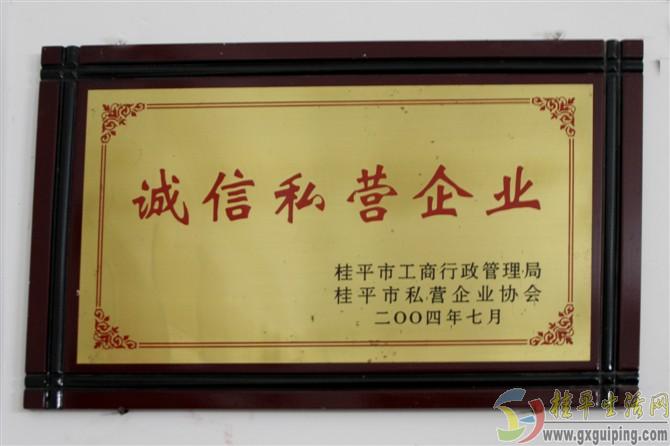 诚信私营企业
桂平市工商行政管理局
桂平市私营企业协会
二〇〇四年七月
桂平生活网
www.gxguiping.com